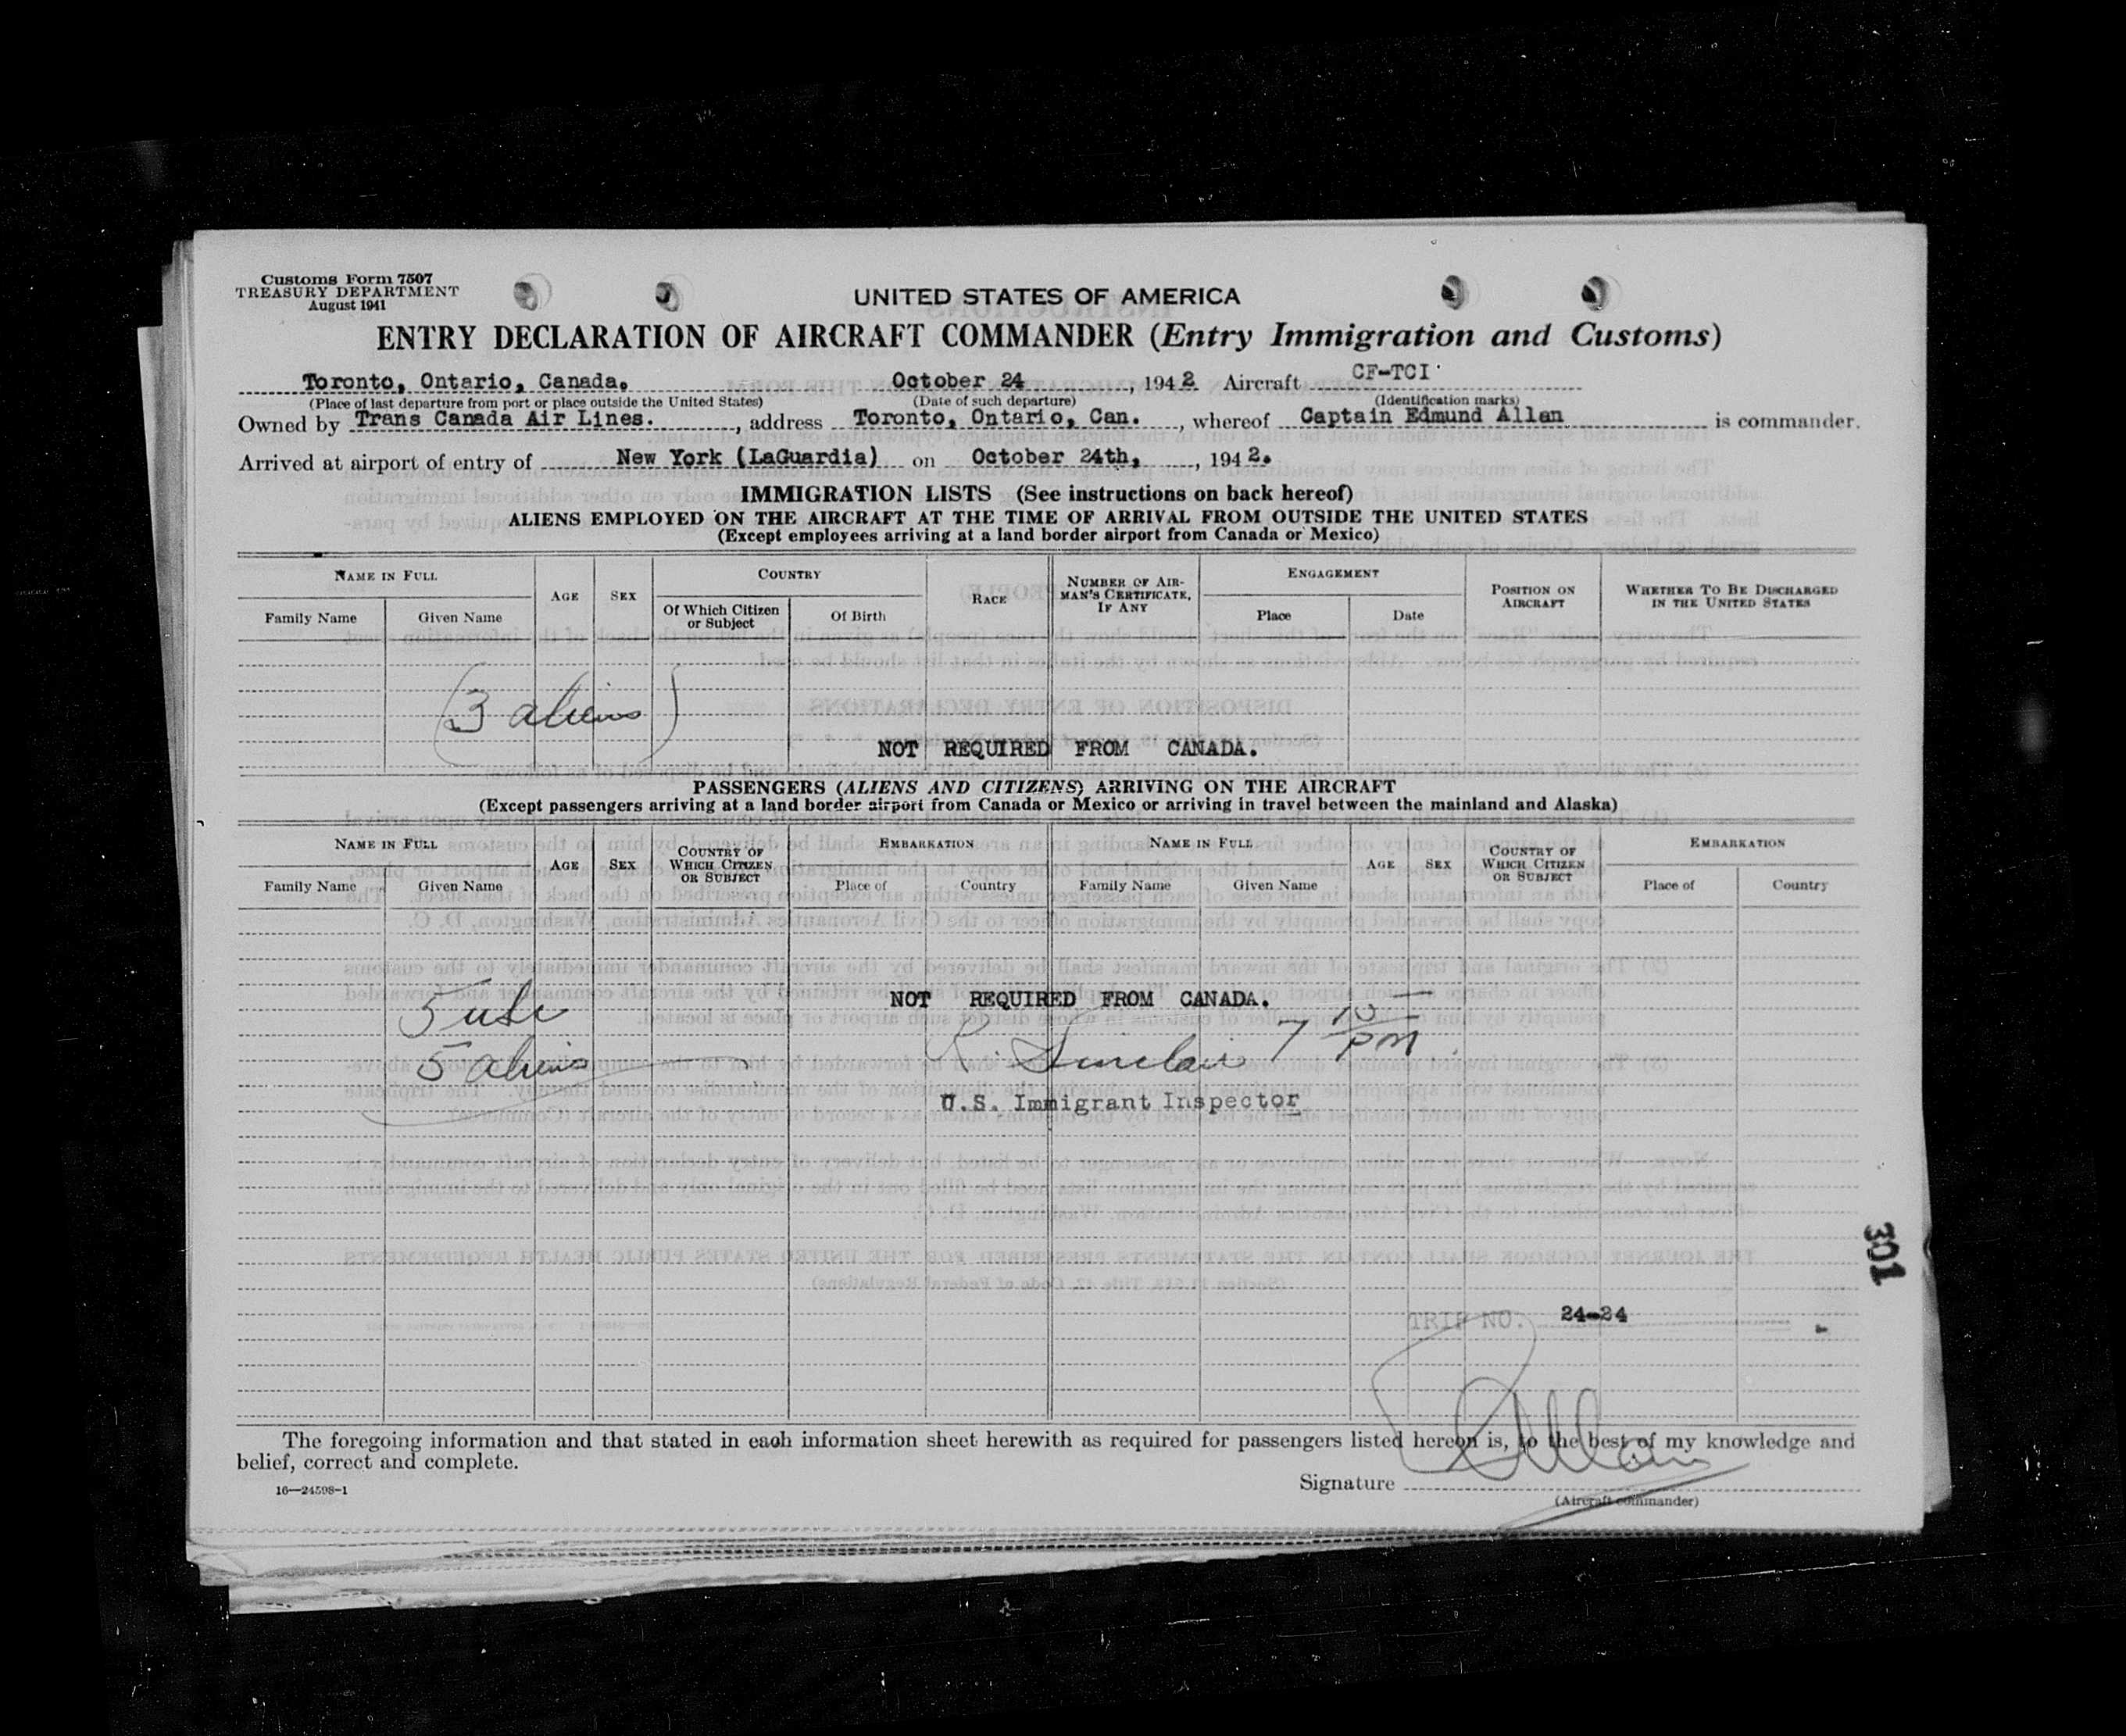 Customs Form 7507
TREASURY DEPARTMENT
August 1941
UNITED STATES OF AMERICA
ENTRY DECLARATION OF AIRCRAFT COMMANDER (Entry Immigration and Customs)
Toronto, Ontario, Canada. October 24, 1942 Aircraft CF-TCI
(Place of last departure from port or place outside the United States) (Date of such departure) (Identification marks)
Owned by Trans Canada Air Lines., address Toronto, Ontario, Can., whereof Captain Edmund Allan is commander.
Arrived at airport of entry of New York (LaGuardia) on October 24th, , 1942.
IMMIGRATION LISTS (See instructions on back hereof)
ALIENS EMPLOYED ON THE AIRCRAFT AT THE TIME OF ARRIVAL FROM OUTSIDE THE UNITED STATES
(Except employees arriving at a land border airport from Canada or Mexico)
NAME IN FULL AGE SEX COUNTRY RACE NUMBER OF AIRMAN'S CERTIFICATE, IF ANY ENGAGEMENT POSITION ON AIRCRAFT WHETHER TO BE DISCHARGED IN THE UNITED STATES
Family Name Given Name Of Which Citizen or Subject Of Birth Place Date
(3 aliens)
NOT REQUIRED FROM CANADA.
PASSENGERS (ALIENS AND CITIZENS) ARRIVING ON THE AIRCRAFT
(Except passengers arriving at a land border airport from Canada or Mexico or arriving in travel between the mainland and Alaska)
NAME IN FULL AGE SEX COUNTRY OF WHICH CITIZEN OR SUBJECT EMBARKATION NAME IN FULL AGE SEX COUNTRY OF WHICH CITIZEN OR SUBJECT EMBARKATION
Family Name Given Name Place of Country Family Name Given Name Place of Country
NOT REQUIRED FROM CANADA.
5 usc
5 aliens
R. Sinclair 7 10 PM
U.S. Immigrant Inspector
301
TRIP NO. 24-24
The foregoing information and that stated in each information sheet herewith as required for passengers listed hereon is, to the best of my knowledge and
belief, correct and complete.
16—24598-1
Signature E Allan
(Aircraft commander)